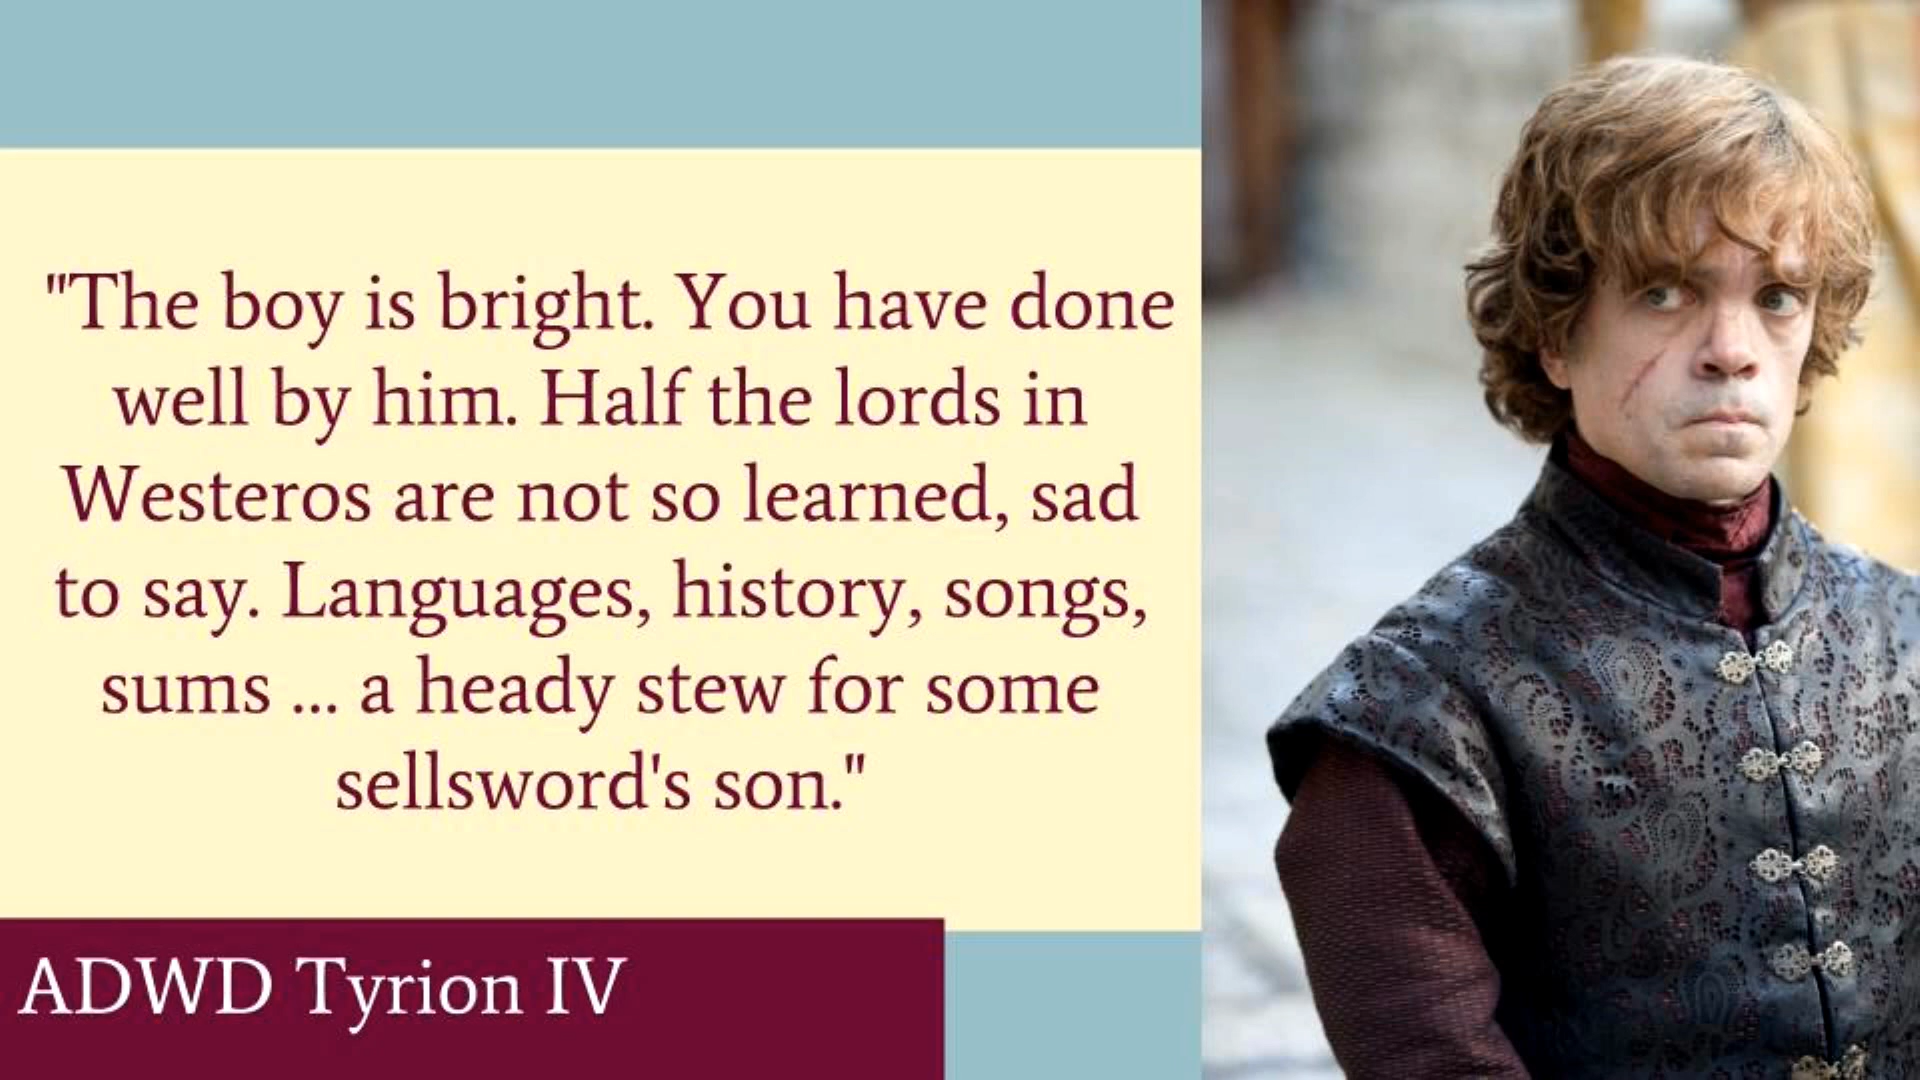 "The boy is bright. You have done
well by him. Half the lords in
Westeros are not so learned, sad
to say. Languages, history, songs,
sums ... a heady stew for some
sellsword's son."
ADWD Tyrion IV